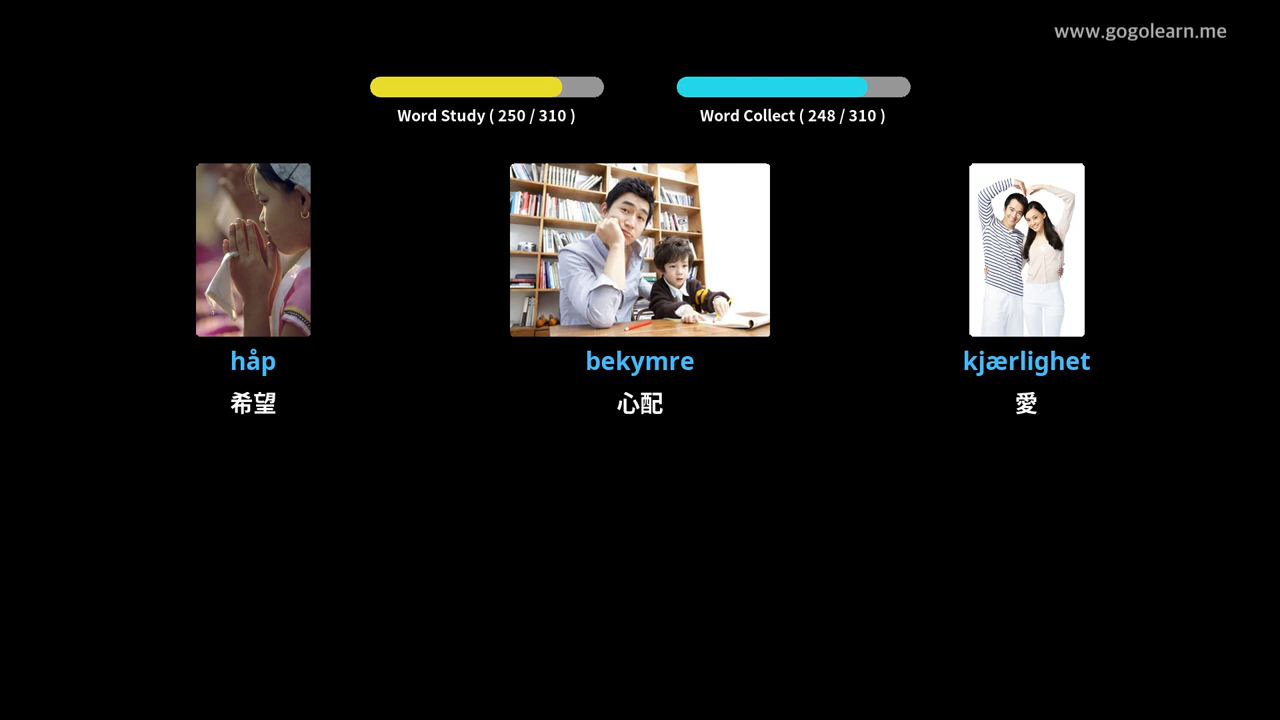 www.gogolearn.me
Word Study ( 250 / 310 )
Word Collect ( 248 / 310 )
håp
bekymre
kjærlighet
希望
心配
愛